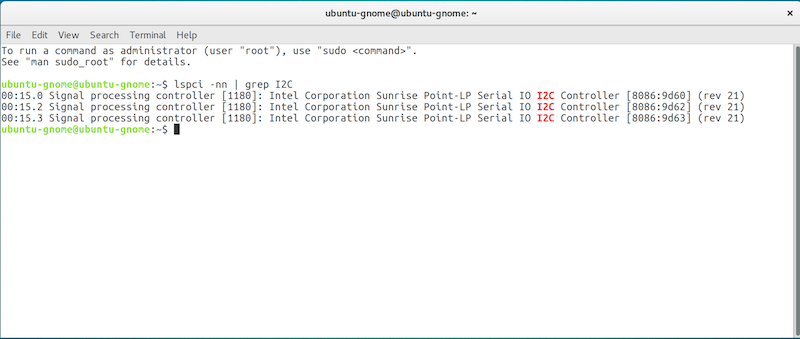 ubuntu-gnome@ubuntu-gnome: ~ ×
File Edit View Search Terminal Help
To run a command as administrator (user "root"), use "sudo <command>".
See "man sudo_root" for details.
ubuntu-gnome@ubuntu-gnome:~$ lspci -nn | grep I2C
00:15.0 Signal processing controller [1180]: Intel Corporation Sunrise Point-LP Serial IO I2C Controller [8086:9d60] (rev 21)
00:15.2 Signal processing controller [1180]: Intel Corporation Sunrise Point-LP Serial IO I2C Controller [8086:9d62] (rev 21)
00:15.3 Signal processing controller [1180]: Intel Corporation Sunrise Point-LP Serial IO I2C Controller [8086:9d63] (rev 21)
ubuntu-gnome@ubuntu-gnome:~$